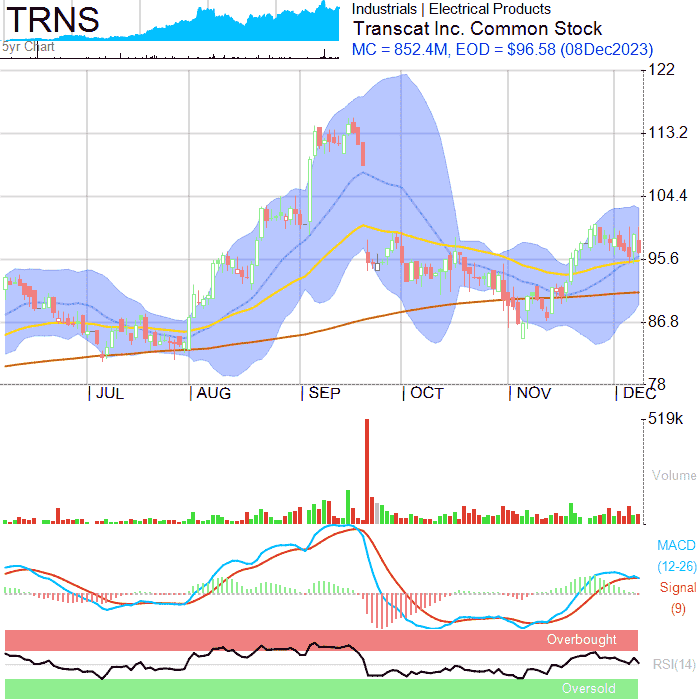 TRNS
5yr Chart
Industrials | Electrical Products
Transcat Inc. Common Stock
MC = 852.4M, EOD = $96.58 (08Dec2023)
122
113.2
104.4
95.6
86.8
78
JUL
AUG
SEP
OCT
NOV
DEC
519k
Volume
MACD
(12-26)
Signal
(9)
Overbought
RSI(14)
Oversold